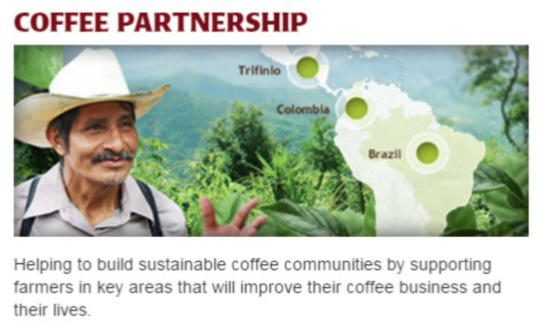 COFFEE PARTNERSHIP
Trifinio
Colombia
Brazil
Helping to build sustainable coffee communities by supporting
farmers in key areas that will improve their coffee business and
their lives.